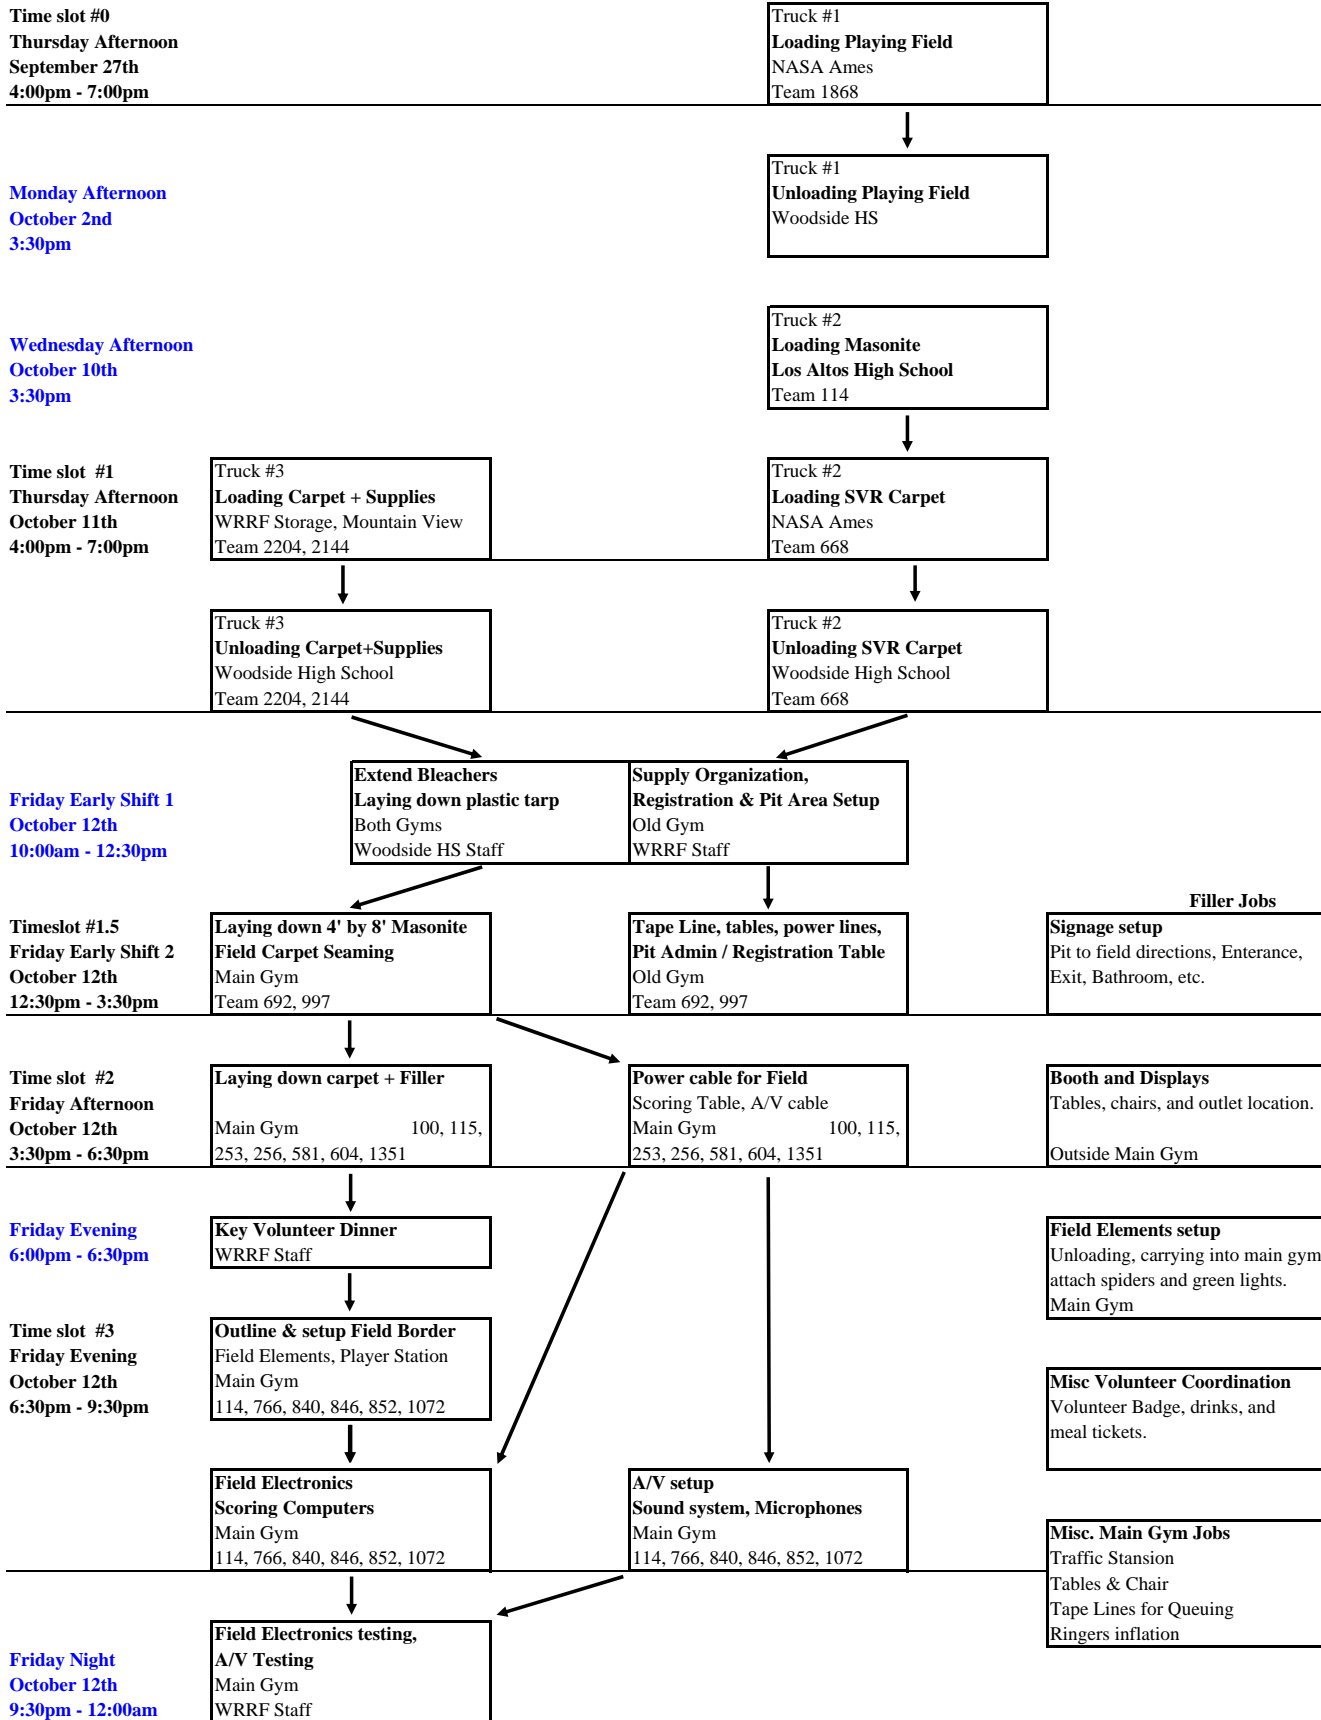 Time slot #0
Thursday Afternoon
September 27th
4:00pm - 7:00pm
Truck #1
Loading Playing Field
NASA Ames
Team 1868
Monday Afternoon
October 2nd
3:30pm
Truck #1
Unloading Playing Field
Woodside HS
Wednesday Afternoon
October 10th
3:30pm
Truck #2
Loading Masonite
Los Altos High School
Team 114
Time slot #1
Thursday Afternoon
October 11th
4:00pm - 7:00pm
Truck #3
Loading Carpet + Supplies
WRRF Storage, Mountain View
Team 2204, 2144
Truck #2
Loading SVR Carpet
NASA Ames
Team 668
Truck #3
Unloading Carpet+Supplies
Woodside High School
Team 2204, 2144
Truck #2
Unloading SVR Carpet
Woodside High School
Team 668
Friday Early Shift 1
October 12th
10:00am - 12:30pm
Extend Bleachers
Laying down plastic tarp
Both Gyms
Woodside HS Staff
Supply Organization,
Registration & Pit Area Setup
Old Gym
WRRF Staff
Timeslot #1.5
Friday Early Shift 2
October 12th
12:30pm - 3:30pm
Laying down 4' by 8' Masonite
Field Carpet Seaming
Main Gym
Team 692, 997
Tape Line, tables, power lines,
Pit Admin / Registration Table
Old Gym
Team 692, 997
Filler Jobs
Signage setup
Pit to field directions, Enterance,
Exit, Bathroom, etc.
Time slot #2
Friday Afternoon
October 12th
3:30pm - 6:30pm
Laying down carpet + Filler
Main Gym 100, 115,
253, 256, 581, 604, 1351
Power cable for Field
Scoring Table, A/V cable
Main Gym 100, 115,
253, 256, 581, 604, 1351
Booth and Displays
Tables, chairs, and outlet location.
Outside Main Gym
Friday Evening
6:00pm - 6:30pm
Key Volunteer Dinner
WRRF Staff
Field Elements setup
Unloading, carrying into main gym
attach spiders and green lights.
Main Gym
Time slot #3
Friday Evening
October 12th
6:30pm - 9:30pm
Outline & setup Field Border
Field Elements, Player Station
Main Gym
114, 766, 840, 846, 852, 1072
Misc Volunteer Coordination
Volunteer Badge, drinks, and
meal tickets.
Field Electronics
Scoring Computers
Main Gym
114, 766, 840, 846, 852, 1072
A/V setup
Sound system, Microphones
Main Gym
114, 766, 840, 846, 852, 1072
Misc. Main Gym Jobs
Traffic Stansion
Tables & Chair
Tape Lines for Queuing
Ringers inflation
Friday Night
October 12th
9:30pm - 12:00am
Field Electronics testing,
A/V Testing
Main Gym
WRRF Staff